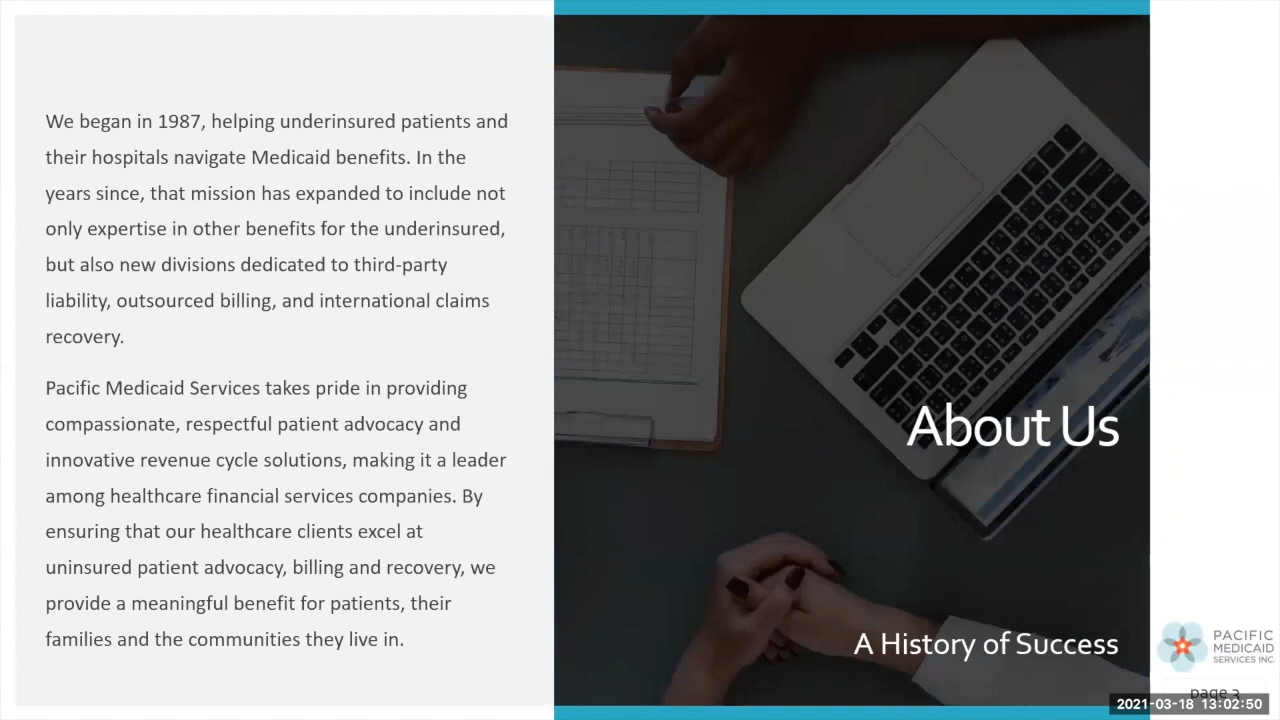 We began in 1987, helping underinsured patients and
their hospitals navigate Medicaid benefits. In the
years since, that mission has expanded to include not
only expertise in other benefits for the underinsured,
but also new divisions dedicated to third-party
liability, outsourced billing, and international claims
recovery.
Pacific Medicaid Services takes pride in providing
compassionate, respectful patient advocacy and
innovative revenue cycle solutions, making it a leader
among healthcare financial services companies. By
ensuring that our healthcare clients excel at
uninsured patient advocacy, billing and recovery, we
provide a meaningful benefit for patients, their
families and the communities they live in.
About Us
A History of Success
PACIFIC
MEDICAID
SERVICES INC.
page
2021-03-18 13:02:50